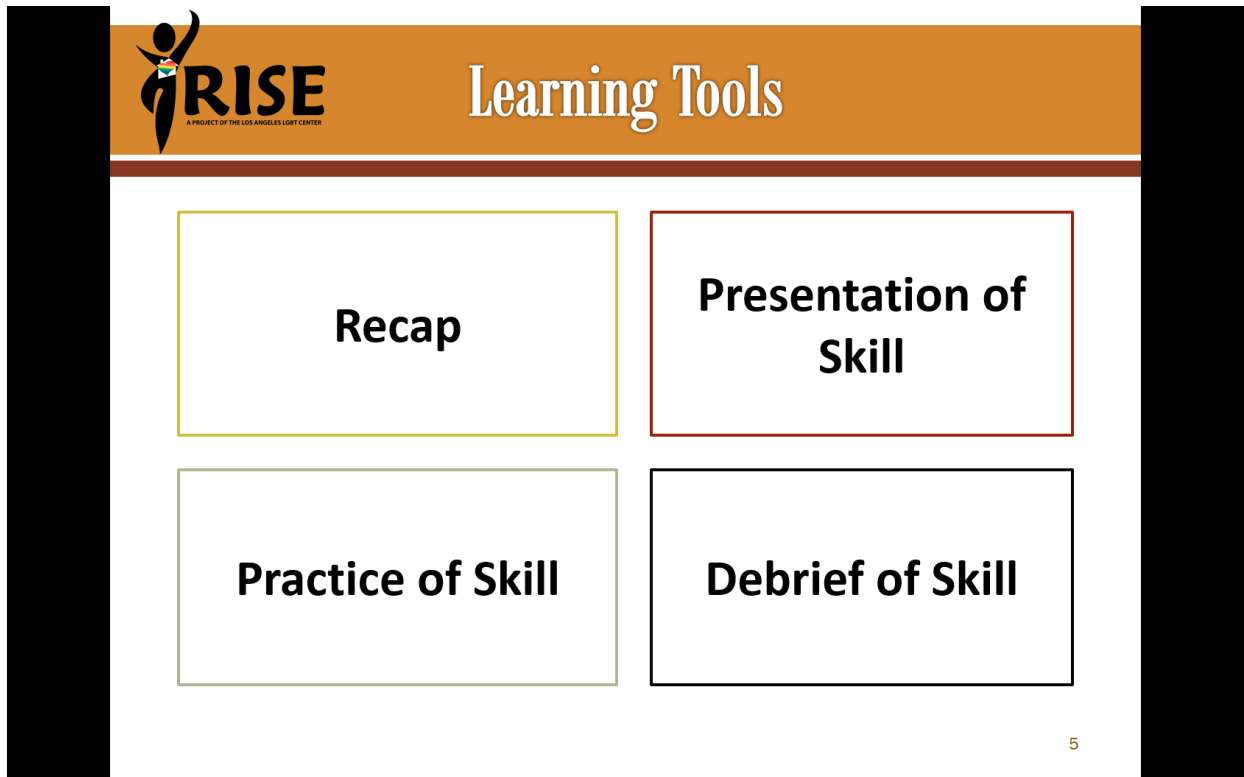 RISE
A PROJECT OF THE LOS ANGELES LGBT CENTER
Learning Tools
Recap
Presentation of
Skill
Practice of Skill
Debrief of Skill
5